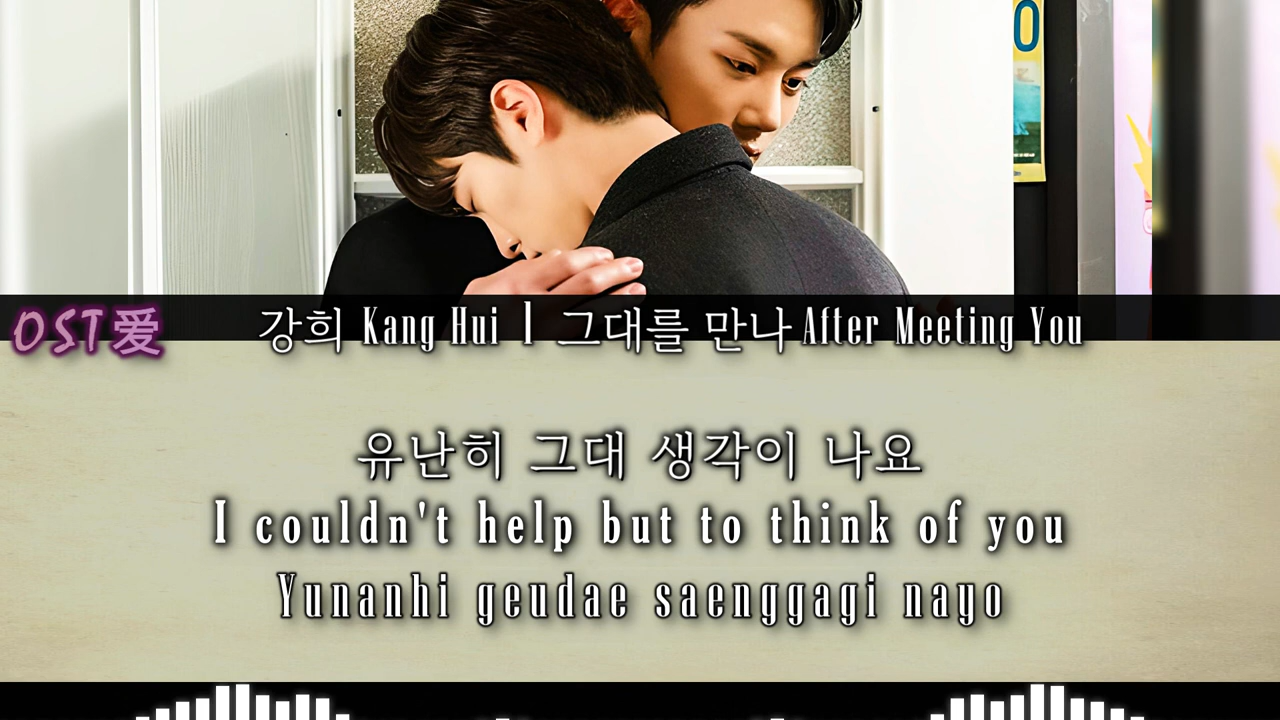 OST爱
강희 Kang Hui | 그대를 만나 After Meeting You
유난히 그대 생각이 나요
I couldn't help but to think of you
Yunanhi geudae saenggagi nayo